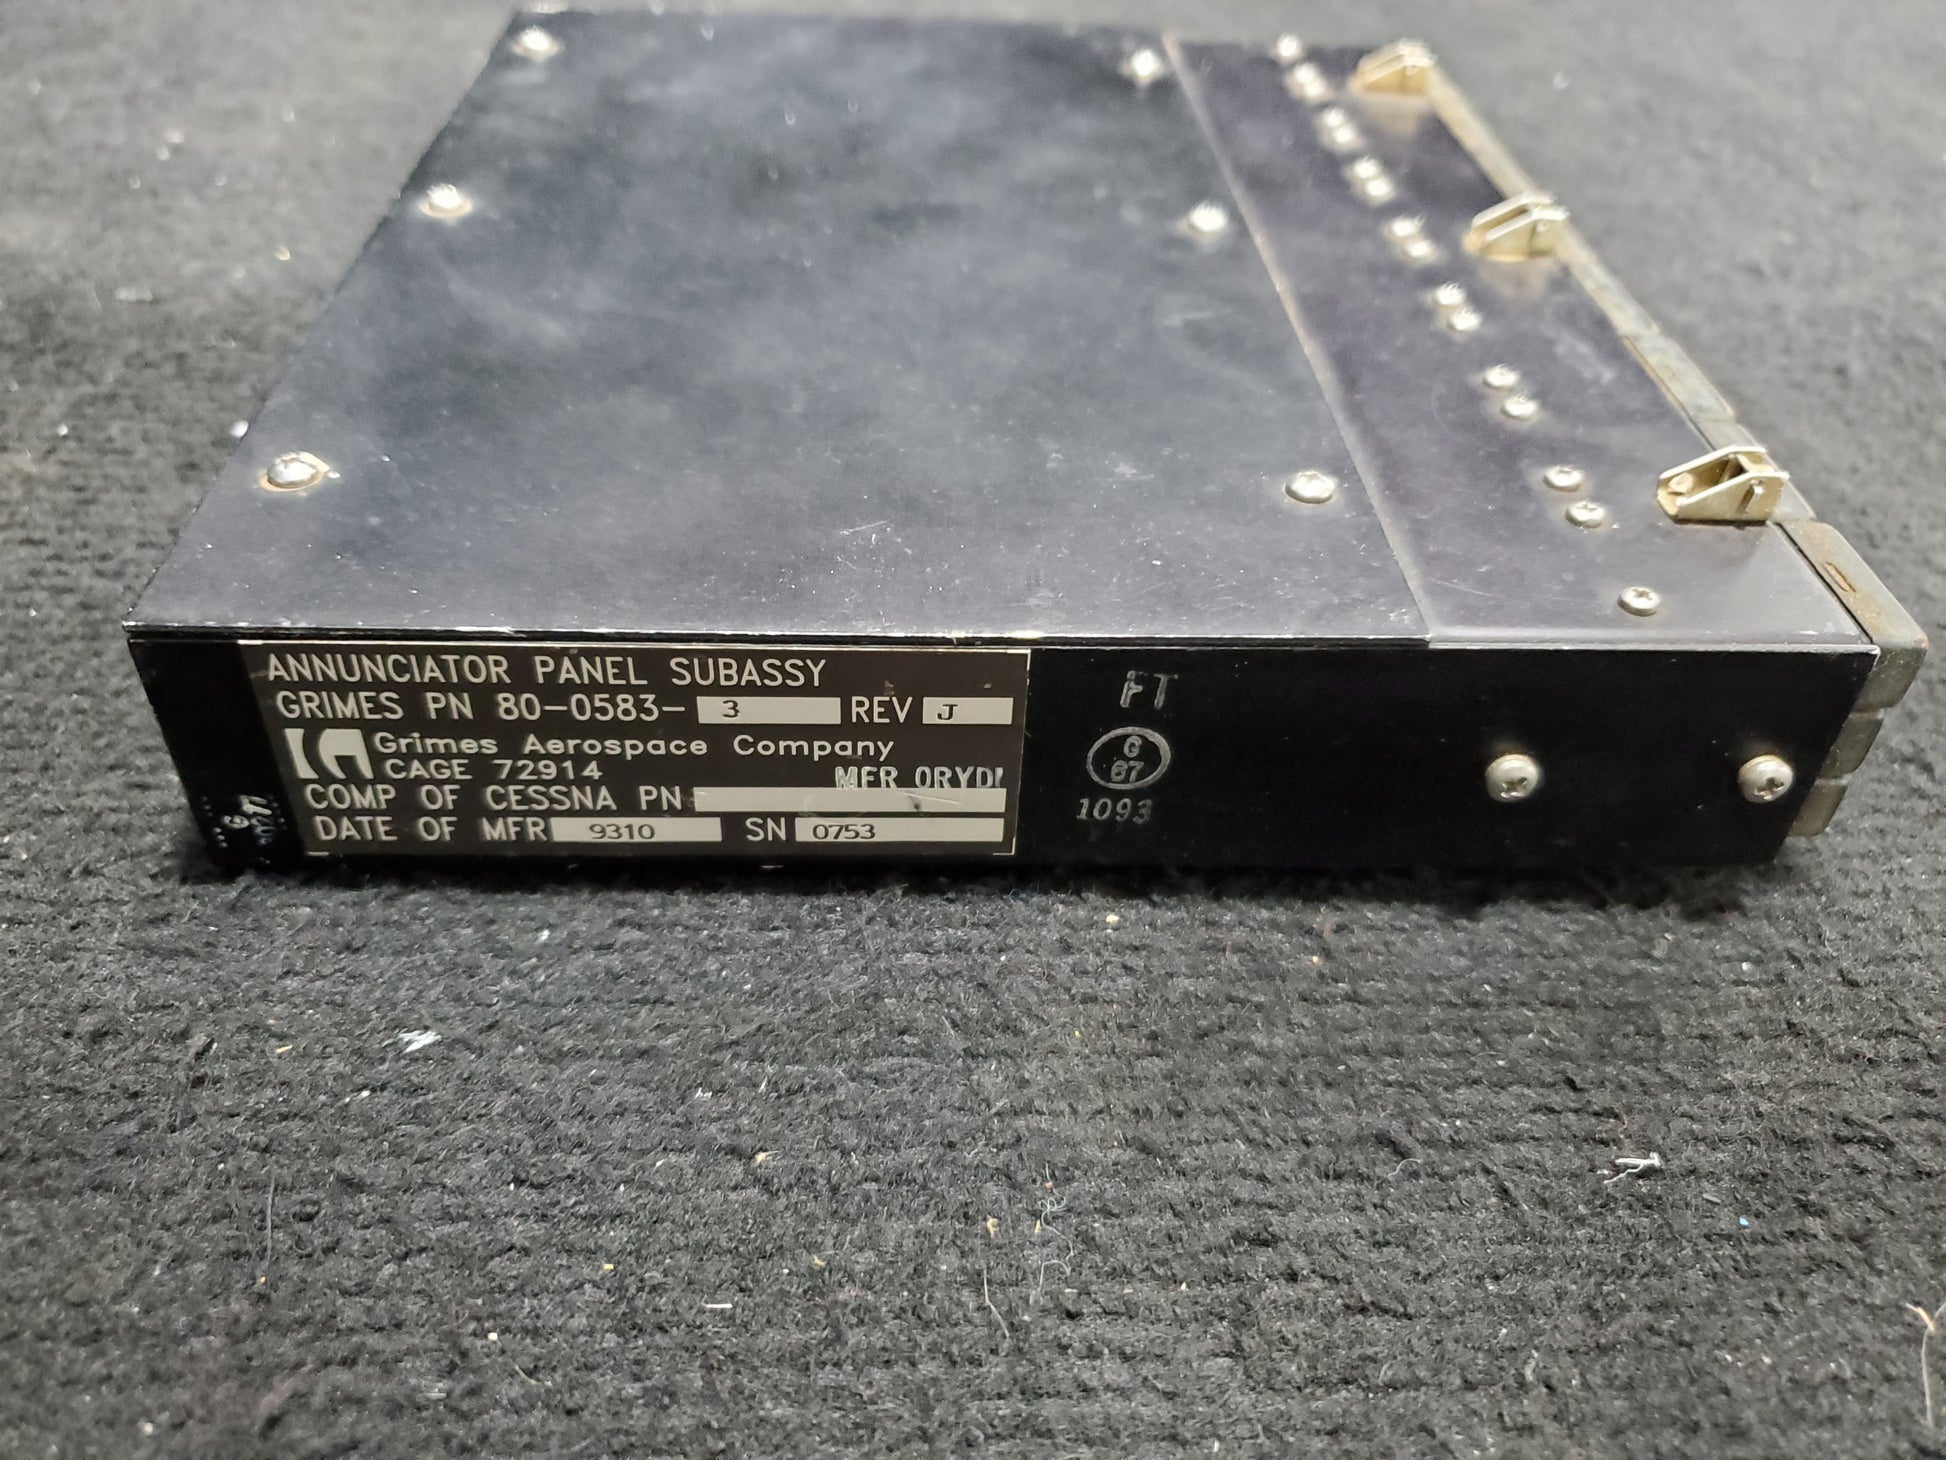 ANNUNCIATOR PANEL SUBASSY
GRIMES PN 80-0583- 3 REV J
Grimes Aerospace Company
CAGE 72914
MFR 0RYD
COMP OF CESSNA PN
DATE OF MFR 9310 SN 0753
FT
G
67
1093